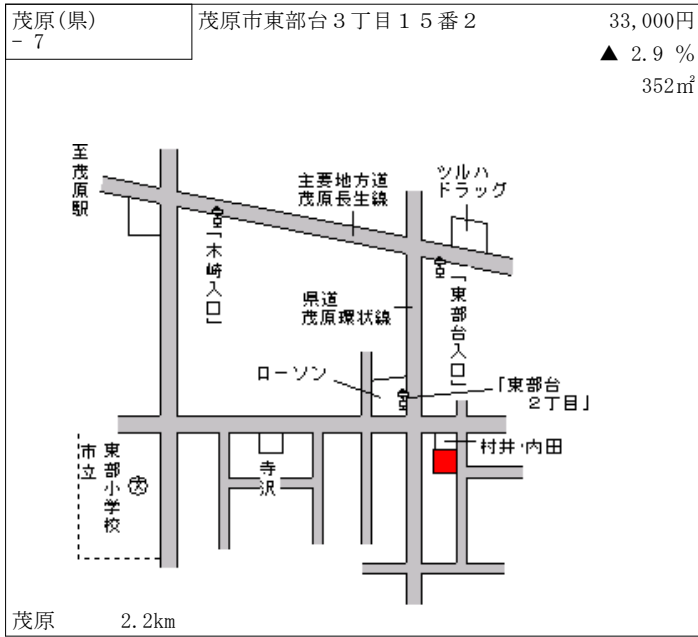 茂原(県)
- 7
茂原市東部台３丁目１５番２
33,000円
▲ 2.9 %
352㎡
至茂原駅
主要地方道
茂原長生線
ツルハ
ドラッグ
「木崎入口」
「東部台入口」
県道
茂原環状線
ローソン
「東部台
２丁目」
村井・内田
寺沢
市立
東部小学校
文
茂原 2.2km